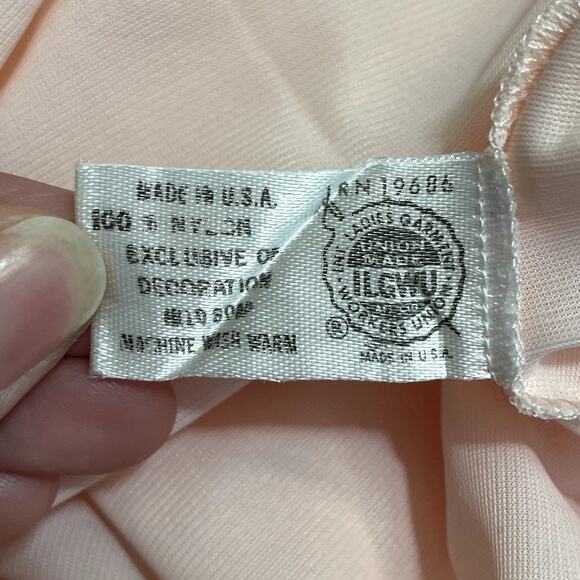 MADE IN U.S.A.
100 % NYLON
EXCLUSIVE OF
DECORATION
MILD SOAP
MACHINE WASH WARM
RN 19686
INT. LADIES GARMENT
UNION
MADE
ILGWU
WORKERS UNION
®
MADE IN U.S.A.